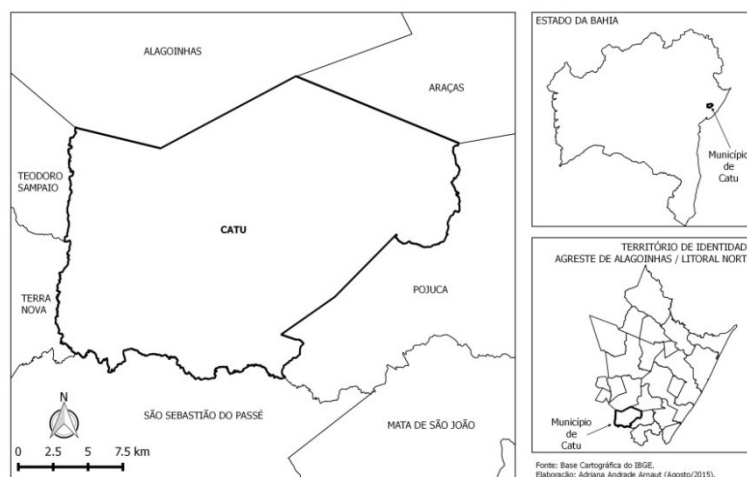 ALAGOINHAS
ARAÇAS
TEODORO
SAMPAIO
CATU
TERRA
NOVA
POJUCA
SÃO SEBASTIÃO DO PASSÉ
MATA DE SÃO JOÃO
N
0 2.5 5 7.5 km
ESTADO DA BAHIA
Município
de
Catu
TERRITÓRIO DE IDENTIDAD
AGRESTE DE ALAGOINHAS / LITORAL NORT
Município
de
Catu
Fonte: Base Cartográfica do IBGE.
Elaboração: Adriana Andrade Arnaut (Agosto/2015).